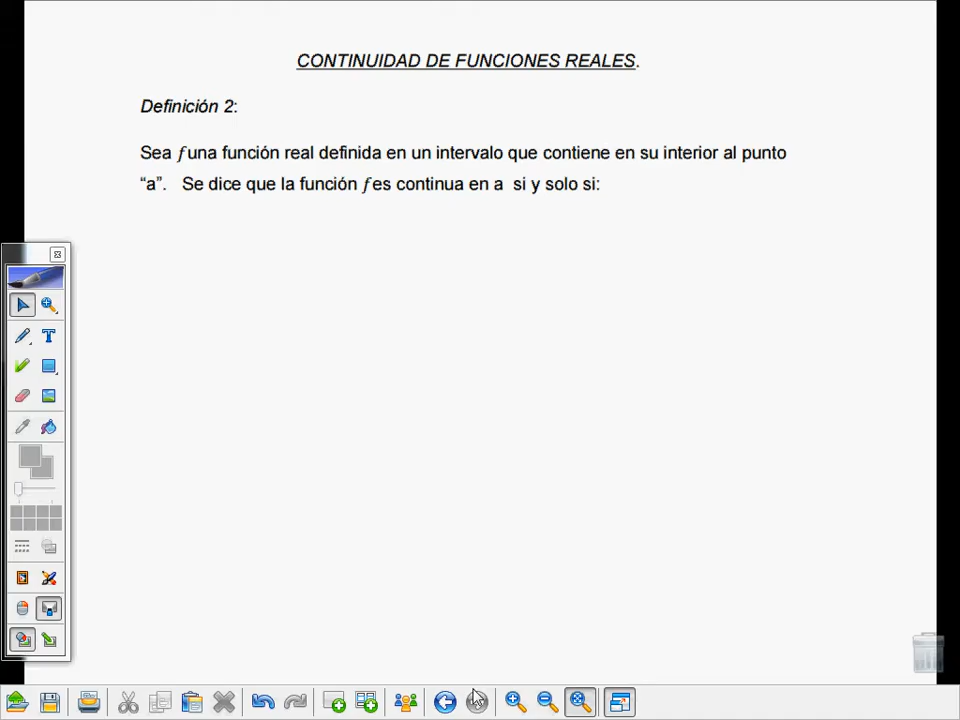 CONTINUIDAD DE FUNCIONES REALES.
Definición 2:
Sea f una función real definida en un intervalo que contiene en su interior al punto
“a”. Se dice que la función f es continua en a si y solo si:
T